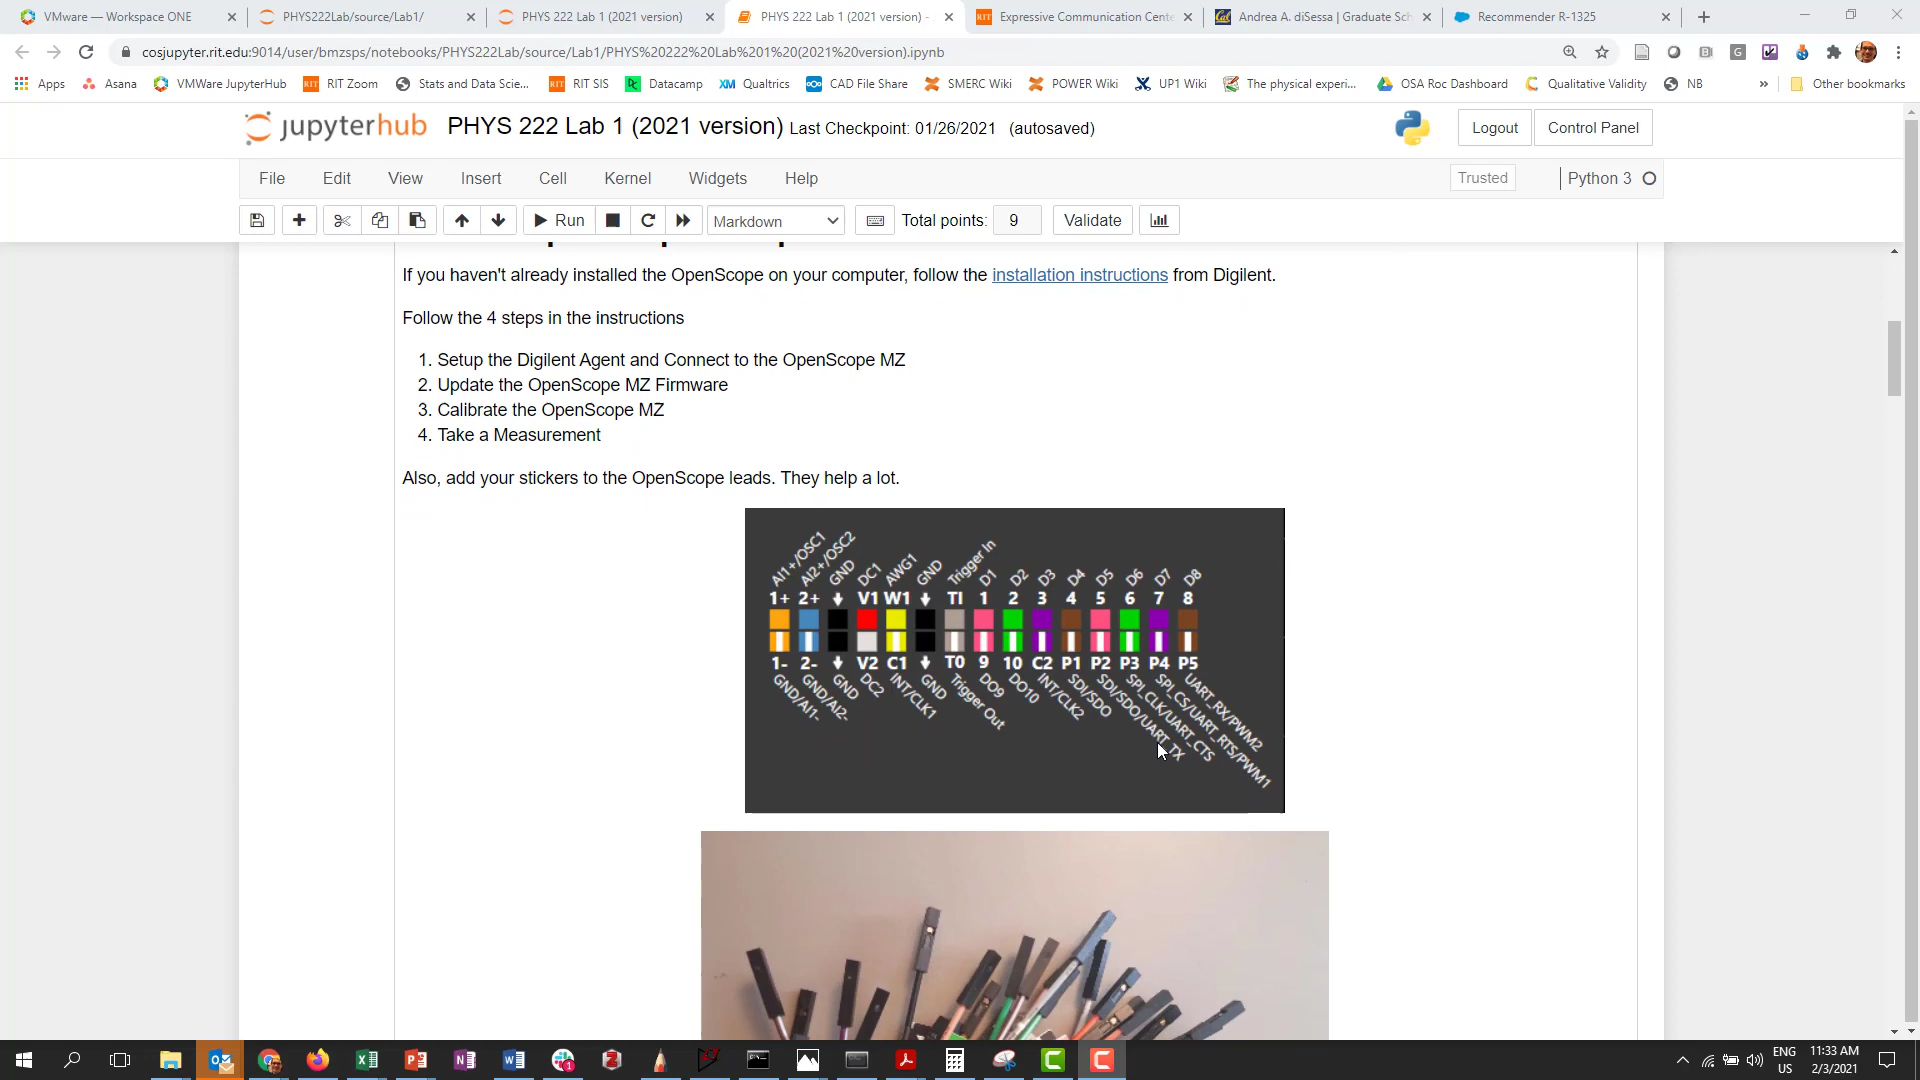 VMware — Workspace ONE
PHYS222Lab/source/Lab1/
PHYS 222 Lab 1 (2021 version)
PHYS 222 Lab 1 (2021 version) -
Expressive Communication Cente
Andrea A. diSessa | Graduate Sch
Recommender R-1325
cosjupyter.rit.edu:9014/user/bmzsps/notebooks/PHYS222Lab/source/Lab1/PHYS%20222%20Lab%201%20(2021%20version).ipynb
Apps Asana VMWare JupyterHub RIT Zoom Stats and Data Scie... RIT SIS Datacamp Qualtrics CAD File Share SMERC Wiki POWER Wiki UP1 Wiki The physical experi... OSA Roc Dashboard Qualitative Validity NB » Other bookmarks
jupyterhub PHYS 222 Lab 1 (2021 version) Last Checkpoint: 01/26/2021 (autosaved) Logout Control Panel
File Edit View Insert Cell Kernel Widgets Help Trusted Python 3
Run Markdown Total points: 9 Validate
If you haven't already installed the OpenScope on your computer, follow the installation instructions from Digilent.
Follow the 4 steps in the instructions
1. Setup the Digilent Agent and Connect to the OpenScope MZ
2. Update the OpenScope MZ Firmware
3. Calibrate the OpenScope MZ
4. Take a Measurement
Also, add your stickers to the OpenScope leads. They help a lot.
AI1+/OSC1 AI2+/OSC2 GND DC1 AWG1 GND Trigger In D1 D2 D3 D4 D5 D6 D7 D8
1+ 2+ V1 W1 TI 1 2 3 4 5 6 7 8
1- 2- V2 C1 T0 9 10 C2 P1 P2 P3 P4 P5
GND/AI1- GND/AI2- GND DC2 INT/CLK1 GND Trigger Out DO9 DO10 INT/CLK2 SDI/SDO SDI/SDO/UART_TX SPI_CLK/UART_CTS SPI_CS/UART_RTS/PWM1 UART_RX/PWM2
ENG
US
11:33 AM
2/3/2021